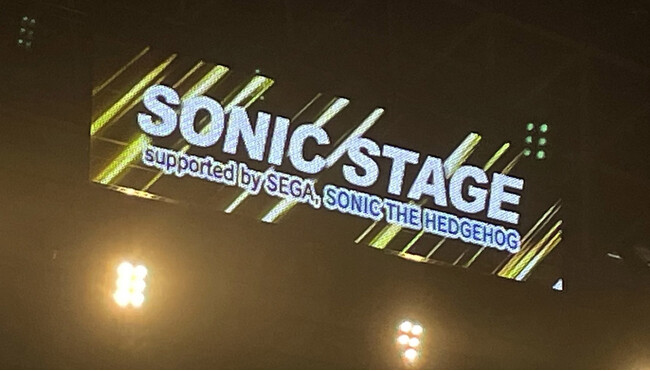 SONIC STAGE
supported by SEGA, SONIC THE HEDGEHOG